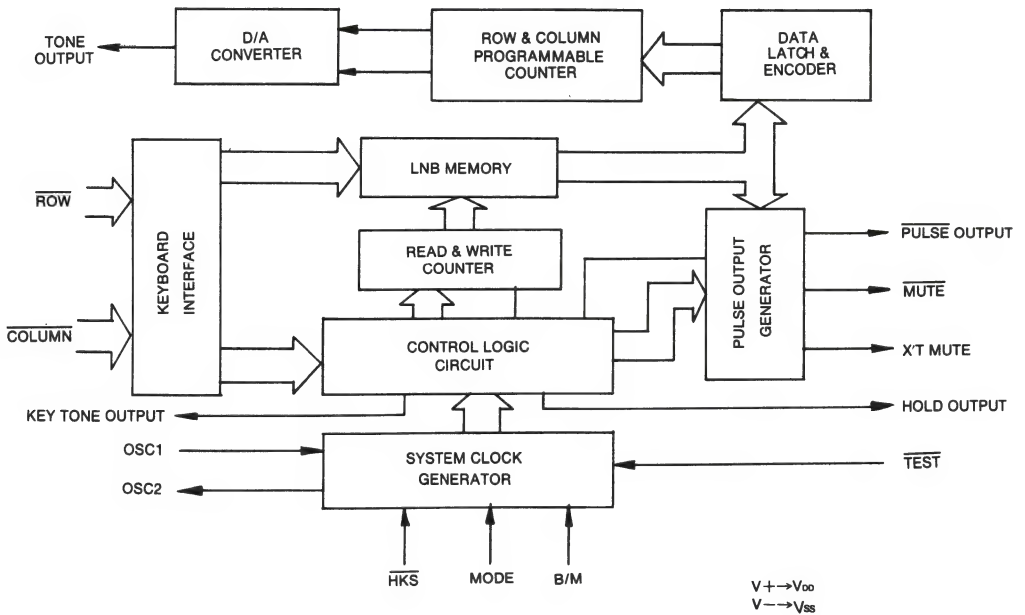 TONE
OUTPUT
D/A
CONVERTER
ROW & COLUMN
PROGRAMMABLE
COUNTER
DATA
LATCH &
ENCODER
ROW
COLUMN
KEYBOARD
INTERFACE
LNB MEMORY
READ & WRITE
COUNTER
CONTROL LOGIC
CIRCUIT
PULSE OUTPUT
GENERATOR
PULSE OUTPUT
MUTE
X'T MUTE
KEY TONE OUTPUT
HOLD OUTPUT
OSC1
OSC2
SYSTEM CLOCK
GENERATOR
TEST
HKS
MODE
B/M
V+→VDD
V-→VSS